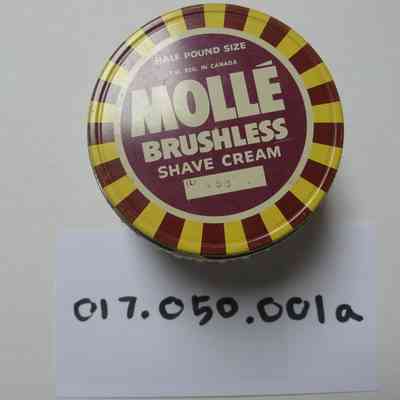 HALF POUND SIZE
T.M. REG. IN CANADA
MOLLÉ
BRUSHLESS
SHAVE CREAM
017.050.001a